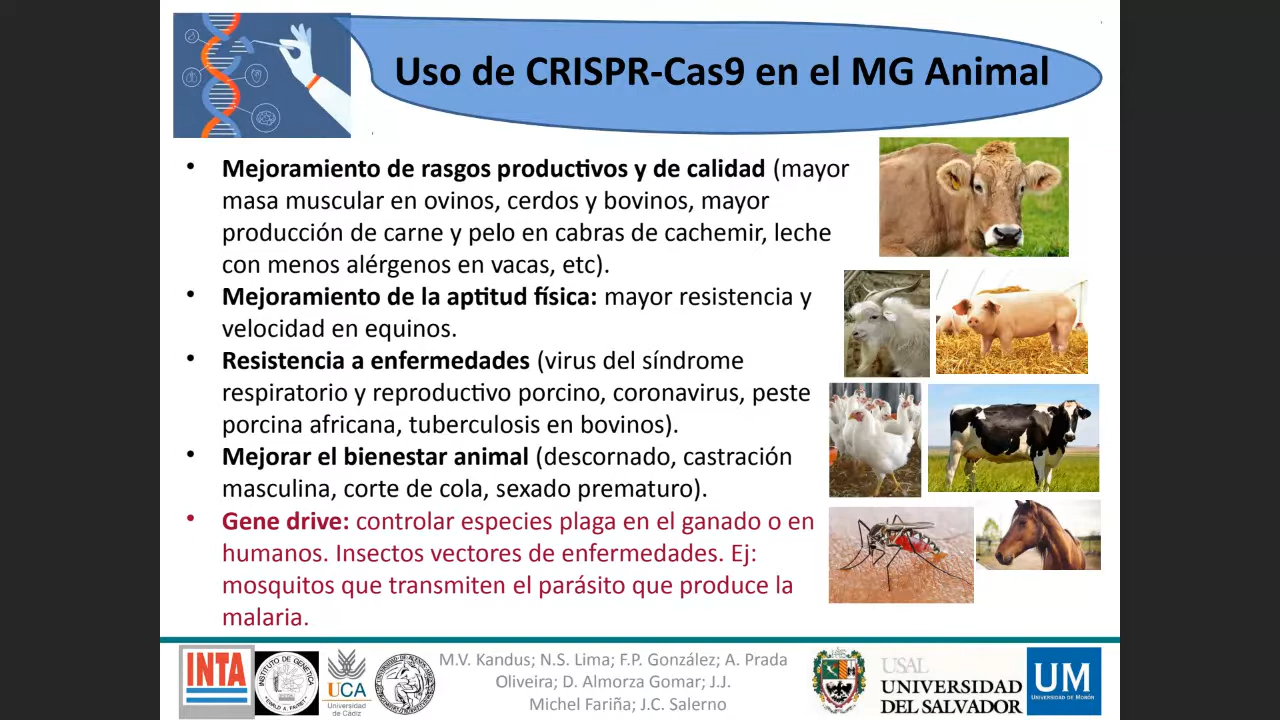 Uso de CRISPR-Cas9 en el MG Animal
• Mejoramiento de rasgos productivos y de calidad (mayor
masa muscular en ovinos, cerdos y bovinos, mayor
producción de carne y pelo en cabras de cachemir, leche
con menos alérgenos en vacas, etc).
• Mejoramiento de la aptitud física: mayor resistencia y
velocidad en equinos.
• Resistencia a enfermedades (virus del síndrome
respiratorio y reproductivo porcino, coronavirus, peste
porcina africana, tuberculosis en bovinos).
• Mejorar el bienestar animal (descornado, castración
masculina, corte de cola, sexado prematuro).
• Gene drive: controlar especies plaga en el ganado o en
humanos. Insectos vectores de enfermedades. Ej:
mosquitos que transmiten el parásito que produce la
malaria.
INTA
INSTITUTO DE GENETICA
UCA
Universidad
de Cádiz
M.V. Kandus; N.S. Lima; F.P. González; A. Prada
Oliveira; D. Almorza Gomar; J.J.
Michel Fariña; J.C. Salerno
USAL
UNIVERSIDAD
DEL SALVADOR
UM
UNIVERSIDAD DE MORÓN